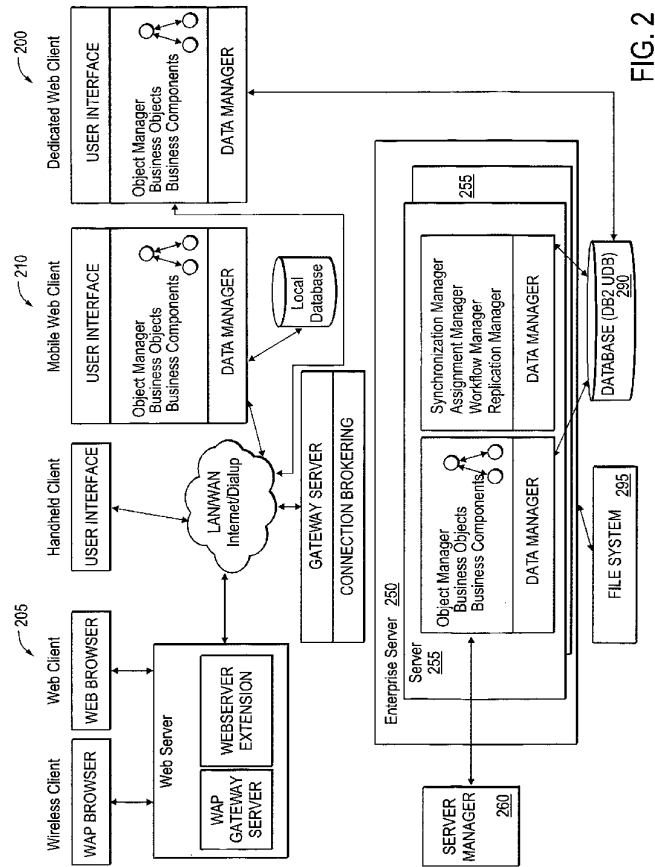 Wireless Client
WAP BROWSER
Web Client
205
WEB BROWSER
Handheld Client
USER INTERFACE
Mobile Web Client
210
USER INTERFACE
Object Manager
Business Objects
Business Components
DATA MANAGER
Dedicated Web Client
200
USER INTERFACE
Object Manager
Business Objects
Business Components
DATA MANAGER
Web Server
WAP
GATEWAY
SERVER
WEBSERVER
EXTENSION
LAN/WAN
Internet/Dialup
Local
Database
GATEWAY SERVER
CONNECTION BROKERING
Enterprise Server 250
Server
255
255
Object Manager
Business Objects
Business Components
DATA MANAGER
Synchronization Manager
Assignment Manager
Workflow Manager
Replication Manager
DATA MANAGER
SERVER
MANAGER
260
FILE SYSTEM
295
DATABASE (DB2 UDB)
290
FIG. 2